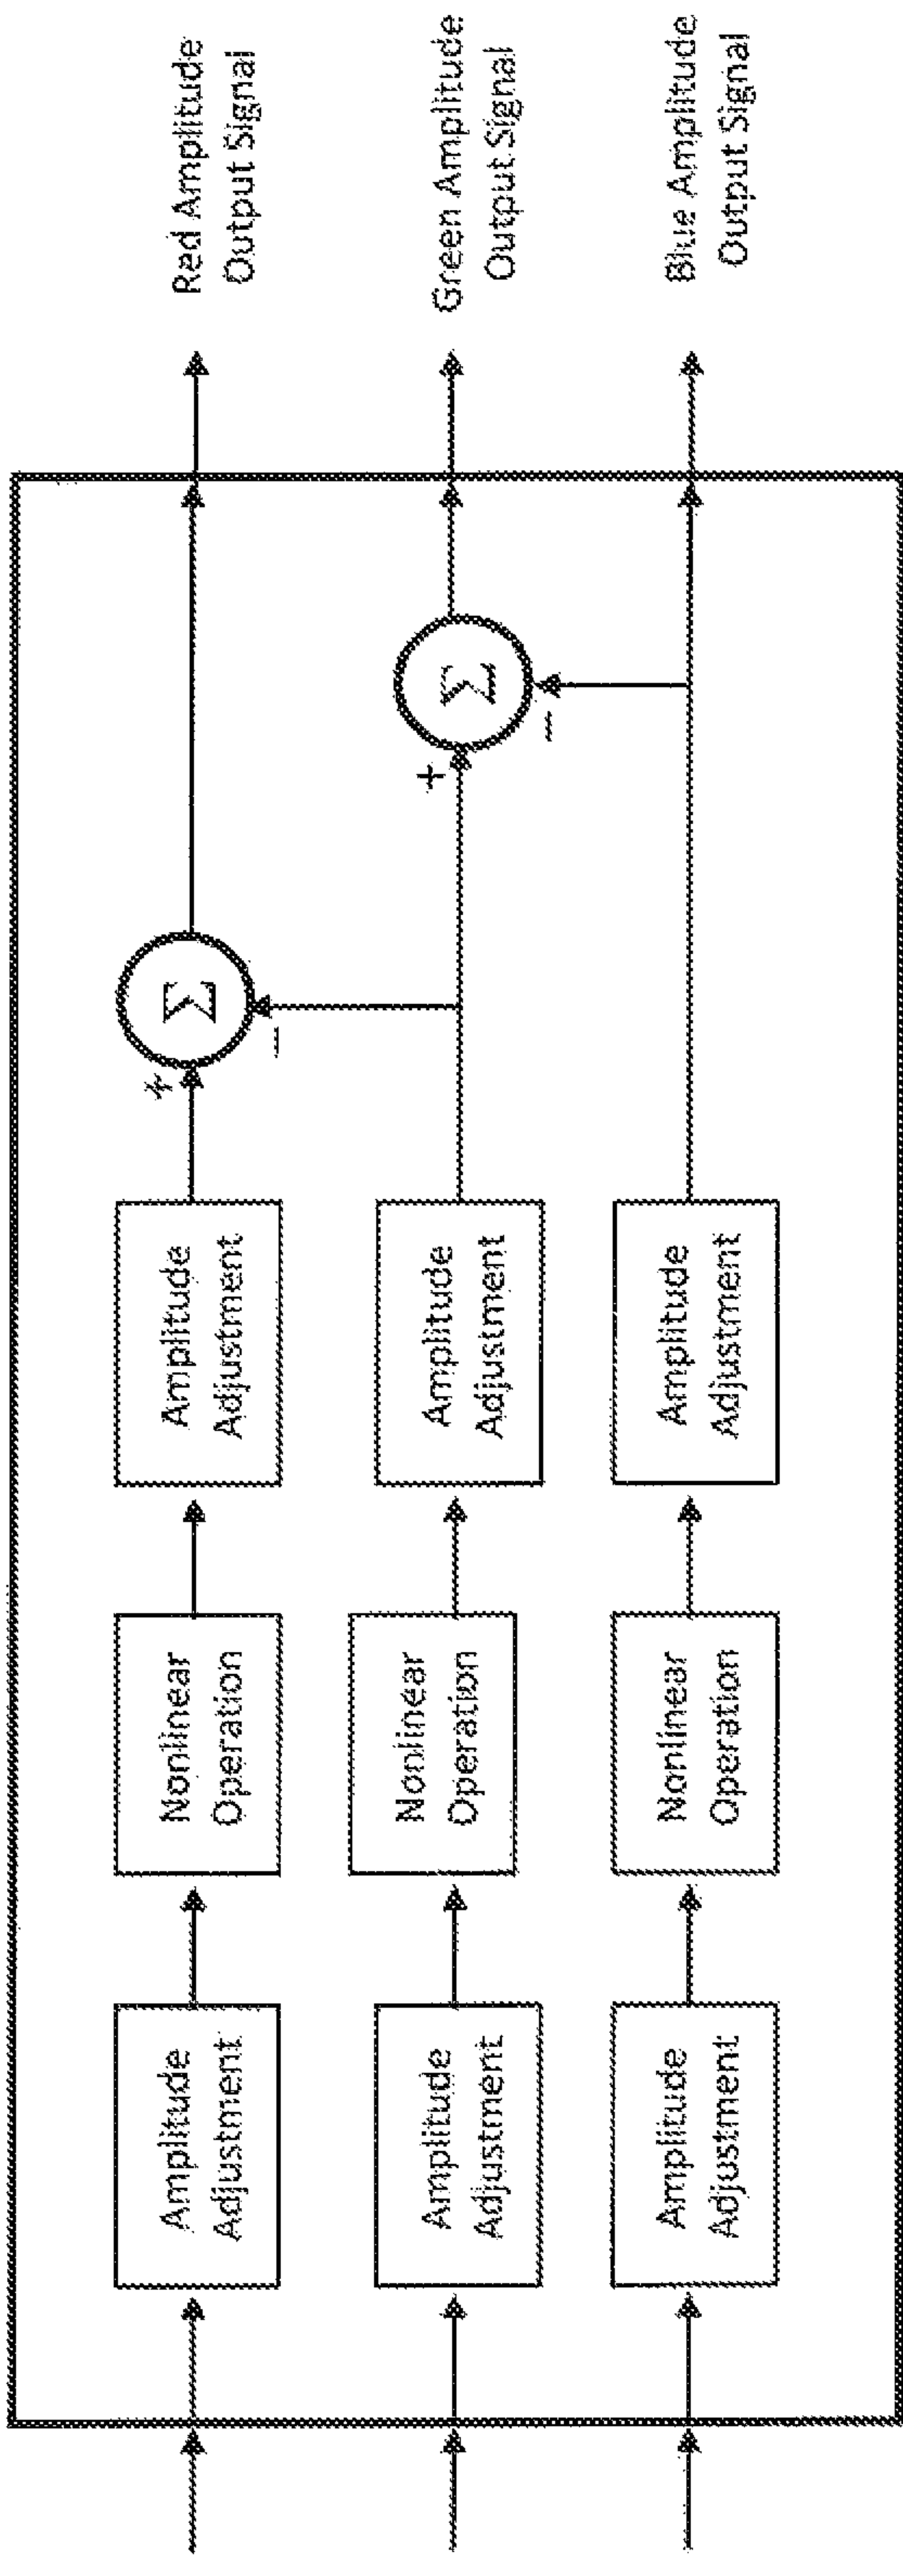 Amplitude
Adjustment
Nonlinear
Operation
Amplitude
Adjustment
+
Σ
−
Red Amplitude
Output Signal
Amplitude
Adjustment
Nonlinear
Operation
Amplitude
Adjustment
+
Σ
−
Green Amplitude
Output Signal
Amplitude
Adjustment
Nonlinear
Operation
Amplitude
Adjustment
Blue Amplitude
Output Signal